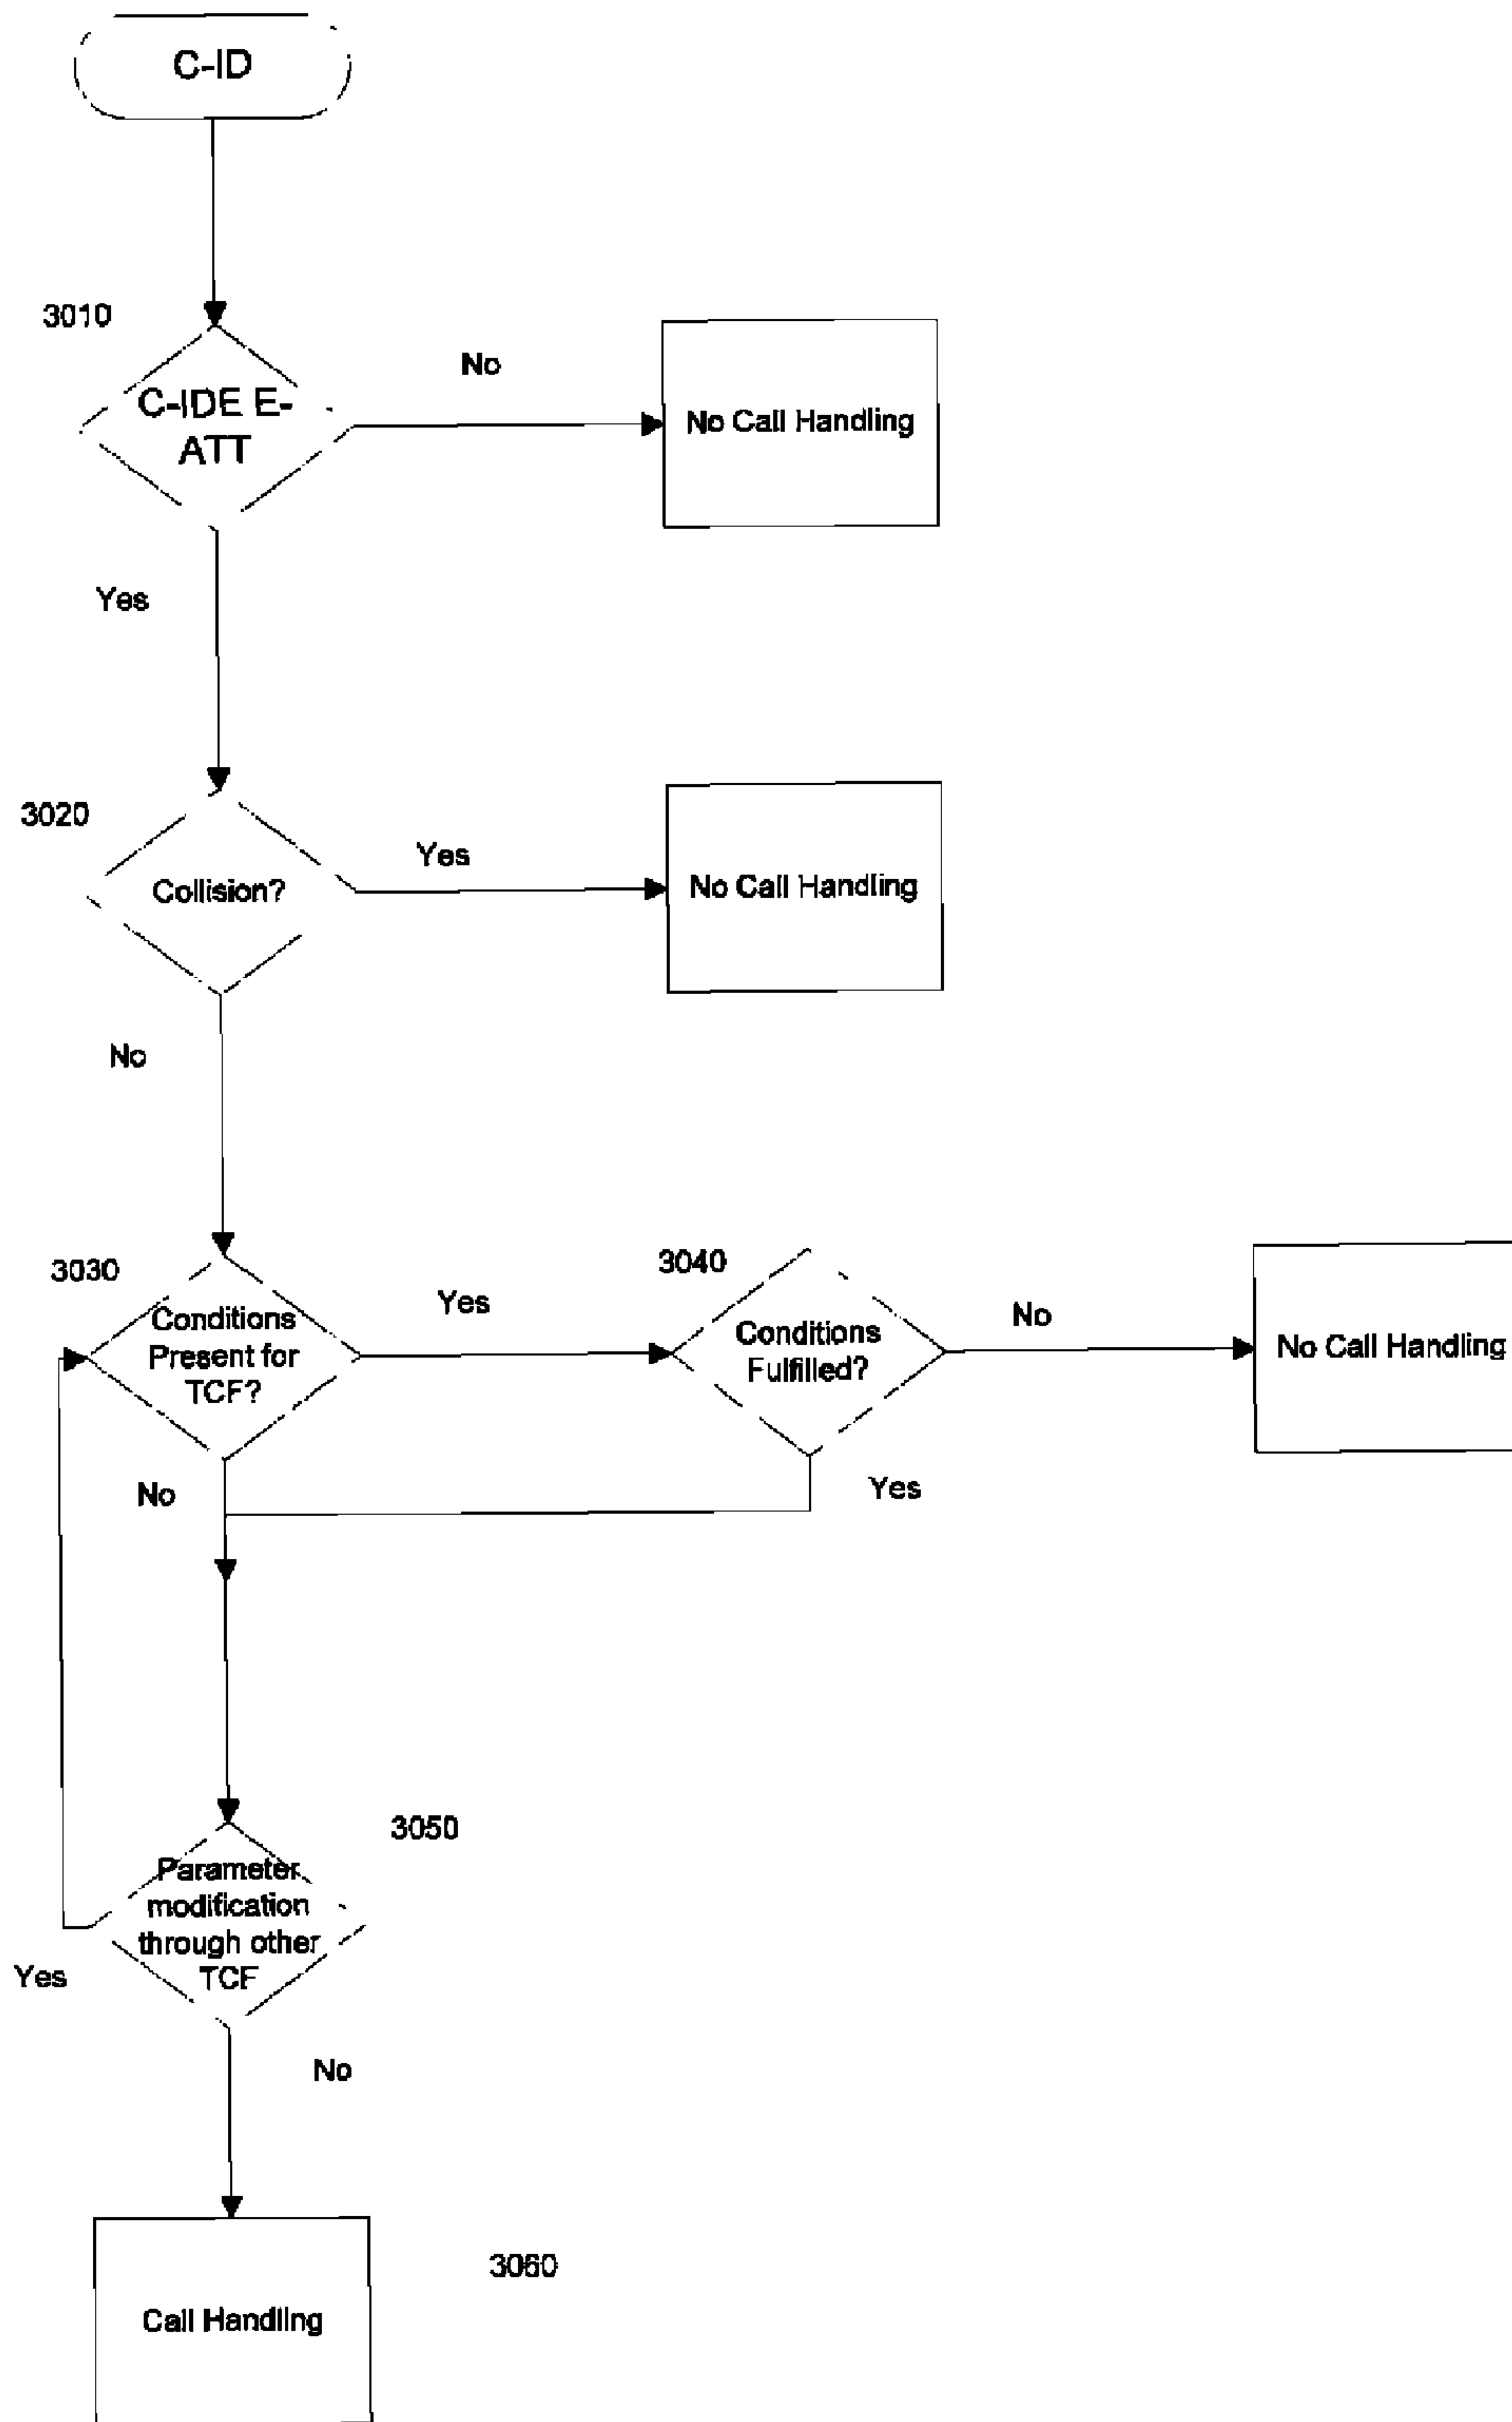 C-ID
3010
C-IDE E-
ATT
No
No Call Handling
Yes
3020
Collision?
Yes
No Call Handling
No
3030
Conditions
Present for
TCF?
Yes
3040
Conditions
Fulfilled?
No
No Call Handling
No
Yes
3050
Parameter
modification
through other
TCF
Yes
No
3060
Call Handling